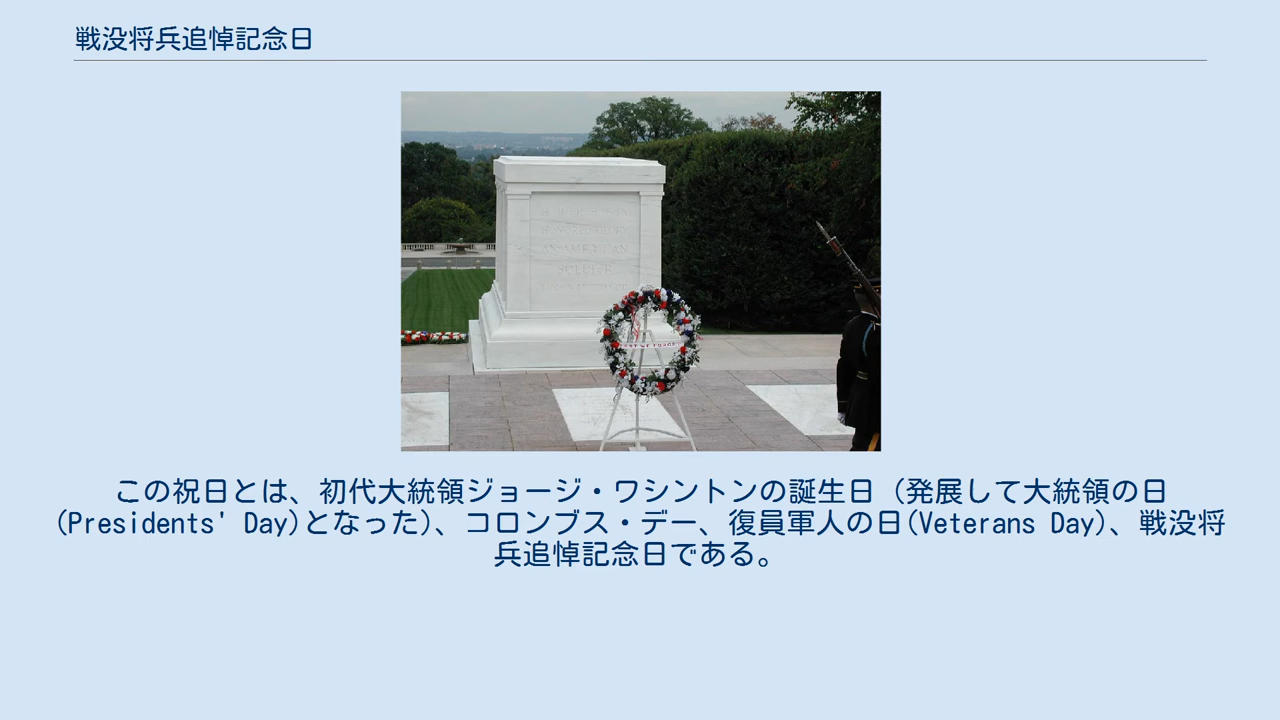 戦没将兵追悼記念日
AN AMERICAN
SOLDIER
この祝日とは、初代大統領ジョージ・ワシントンの誕生日（発展して大統領の日
(Presidents' Day)となった)、コロンブス・デー、復員軍人の日(Veterans Day)、戦没将
兵追悼記念日である。